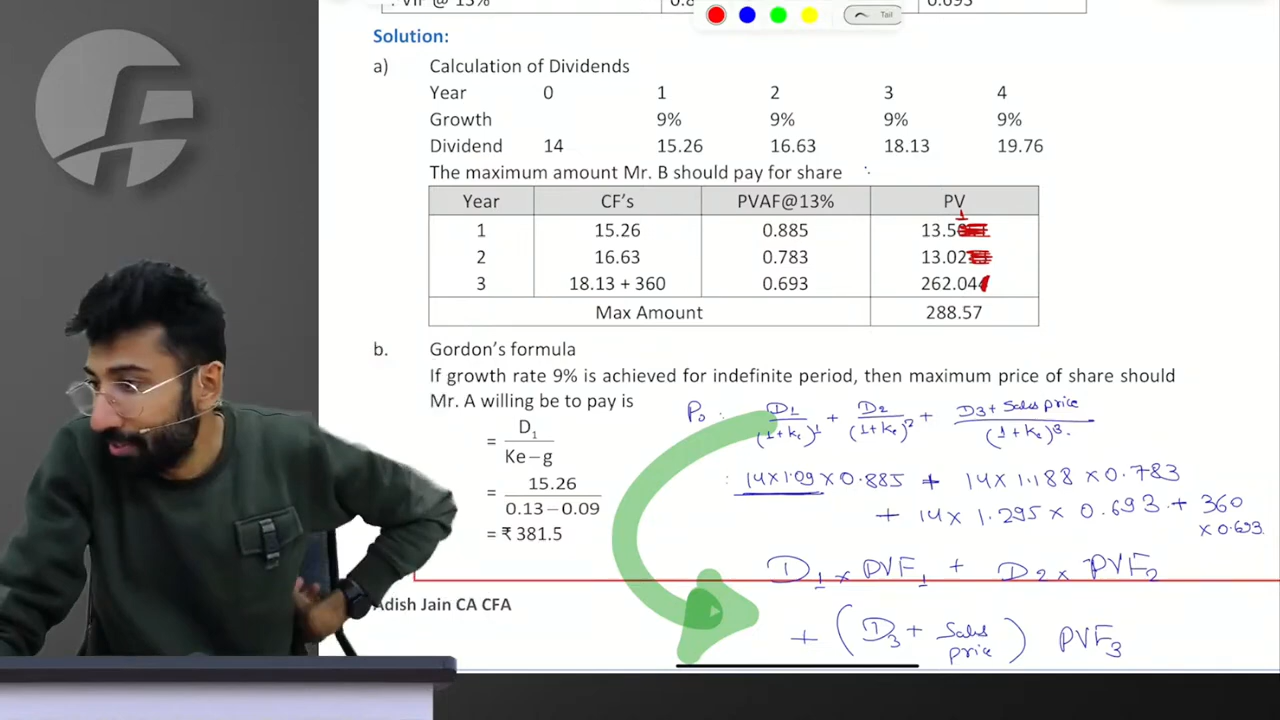 : VIF @ 13% 0.693
Tail
Solution:
a) Calculation of Dividends
Year 0 1 2 3 4
Growth 9% 9% 9% 9%
Dividend 14 15.26 16.63 18.13 19.76
The maximum amount Mr. B should pay for share
Year CF's PVAF@13% PV
1 15.26 0.885 13.5
2 16.63 0.783 13.02
3 18.13 + 360 0.693 262.04
Max Amount 288.57
b. Gordon's formula
If growth rate 9% is achieved for indefinite period, then maximum price of share should
Mr. A willing be to pay is
= D₁
Ke – g
= 15.26
0.13 – 0.09
= ₹ 381.5
P₀ : D₁ / (1+kₑ)¹ + D₂ / (1+kₑ)² + D₃ + Sales price / (1+kₑ)³.
: 14 x 1.09 x 0.885 + 14 x 1.188 x 0.783
+ 14 x 1.295 x 0.693 + 360
x 0.693
D₁ x PVF₁ + D₂ x PVF₂
+ (D₃ + Sales price) PVF₃
Adish Jain CA CFA